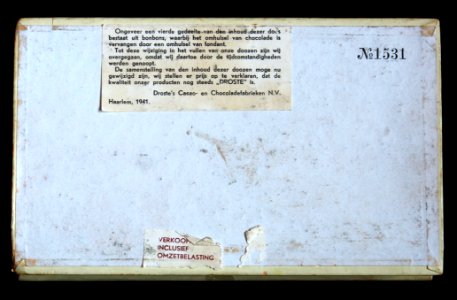 Ongeveer een vierde gedeelte van den inhoud dezer doos
bestaat uit bonbons, waarbij het omhulsel van chocolade is
vervangen door een omhulsel van fondant.
Tot deze wijziging in het vullen van onze doozen zijn wij
overgegaan, omdat wij daartoe door de tijdsomstandigheden
werden genoopt.
De samenstelling van den inhoud dezer doozen moge nu
gewijzigd zijn, wij stellen er prijs op te verklaren, dat de
kwaliteit onzer producten nog steeds „DROSTE" is.
Droste's Cacao- en Chocoladefabrieken N.V.
Haarlem, 1941.
№1531
VERKOOP
INCLUSIEF
OMZETBELASTING